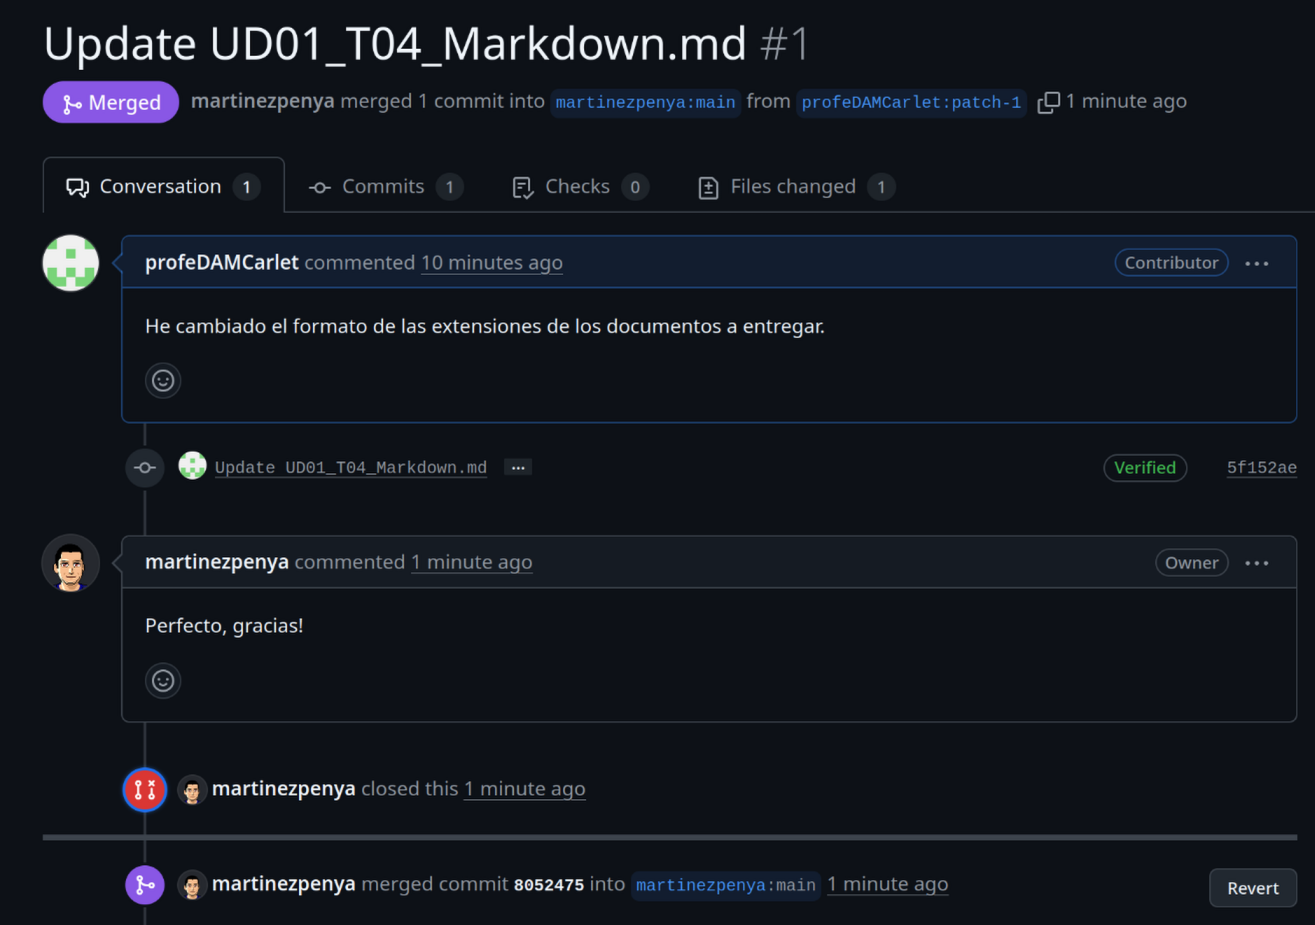 Update UD01_T04_Markdown.md #1
Merged martinezpenya merged 1 commit into martinezpenya:main from profeDAMCarlet:patch-1 1 minute ago
Conversation 1 Commits 1 Checks 0 Files changed 1
profeDAMCarlet commented 10 minutes ago Contributor ...
He cambiado el formato de las extensiones de los documentos a entregar.
Update UD01_T04_Markdown.md ... Verified 5f152ae
martinezpenya commented 1 minute ago Owner ...
Perfecto, gracias!
martinezpenya closed this 1 minute ago
martinezpenya merged commit 8052475 into martinezpenya:main 1 minute ago Revert